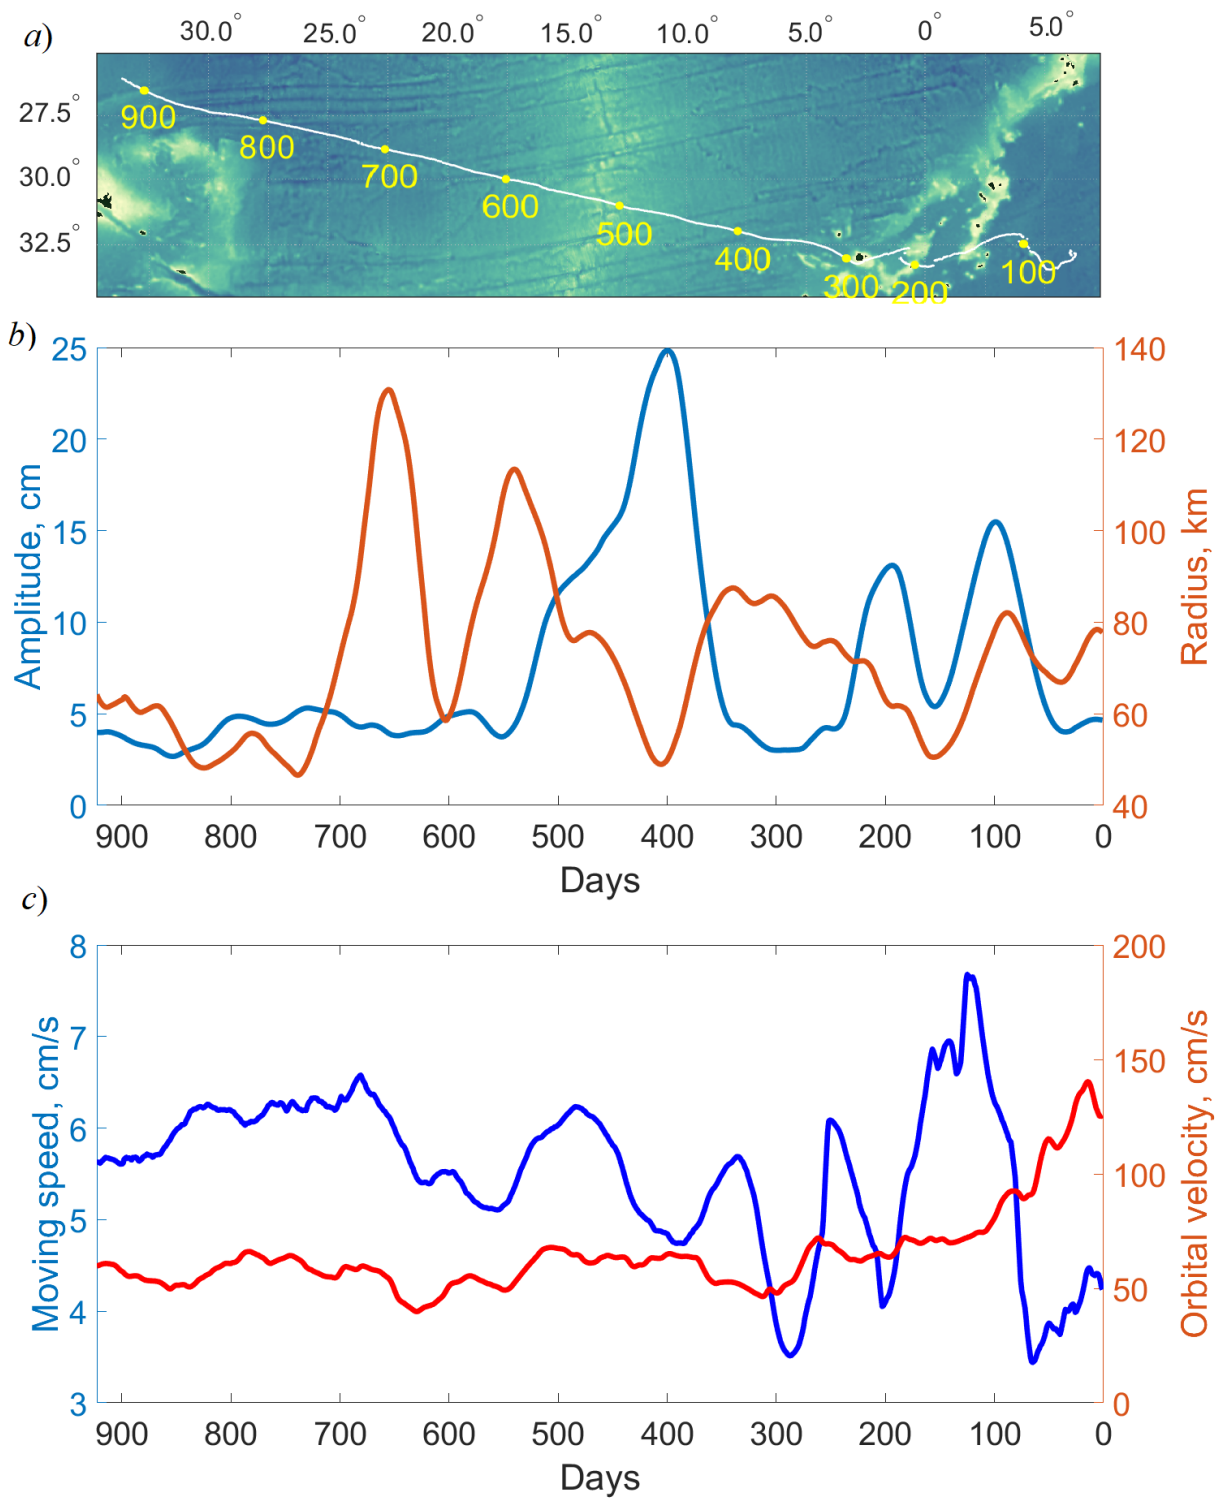 a)
30.0° 25.0° 20.0° 15.0° 10.0° 5.0° 0° 5.0°
27.5°
30.0°
32.5°
900
800
700
600
500
400
300
200
100
b)
25
20
15
10
5
0
Amplitude, cm
140
120
100
80
60
40
Radius, km
900 800 700 600 500 400 300 200 100 0
Days
c)
8
7
6
5
4
3
Moving speed, cm/s
200
150
100
50
0
Orbital velocity, cm/s
900 800 700 600 500 400 300 200 100 0
Days